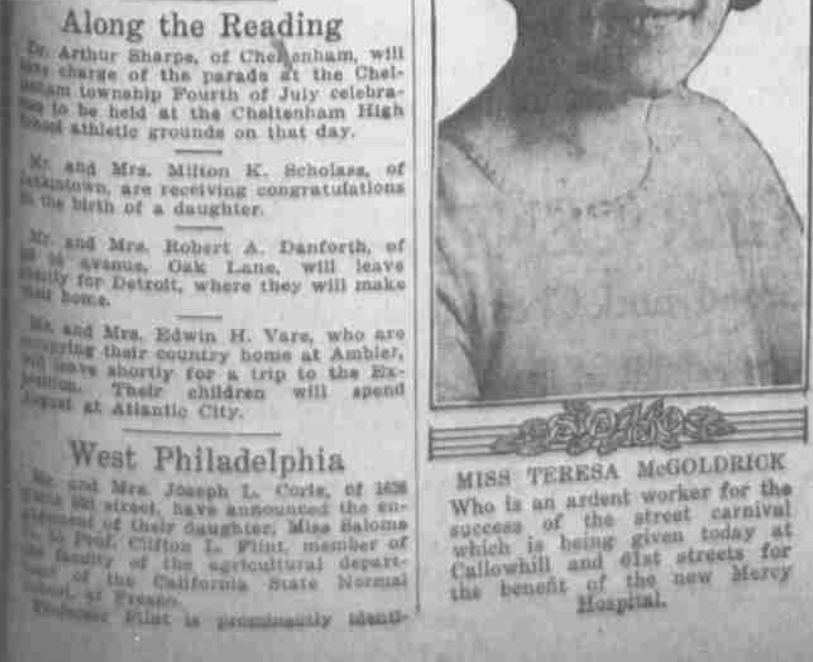 Along the Reading
Dr. Arthur Sharpe, of Cheltenham, will
have charge of the parade at the Chel-
tenham township Fourth of July celebra-
tion to be held at the Cheltenham High
School athletic grounds on that day.
Mr. and Mrs. Milton K. Scholass, of
Jenkintown, are receiving congratulations
on the birth of a daughter.
Mr. and Mrs. Robert A. Danforth, of
avenue, Oak Lane, will leave
shortly for Detroit, where they will make
their home.
Mr. and Mrs. Edwin H. Vare, who are
occupying their country home at Ambler,
will leave shortly for a trip to the Ex-
position. Their children will spend
August at Atlantic City.
West Philadelphia
Mr. and Mrs. Joseph L. Corle, of
street, have announced the en-
gagement of their daughter, Miss Saloma
to Prof. Clifton L. Flint, member of
the faculty of the agricultural depart-
ment of the California State Normal
School, at Fresno.
Professor Flint is prominently identi-
MISS TERESA McGOLDRICK
Who is an ardent worker for the
success of the street carnival
which is being given today at
Callowhill and 61st streets for
the benefit of the new Mercy
Hospital.